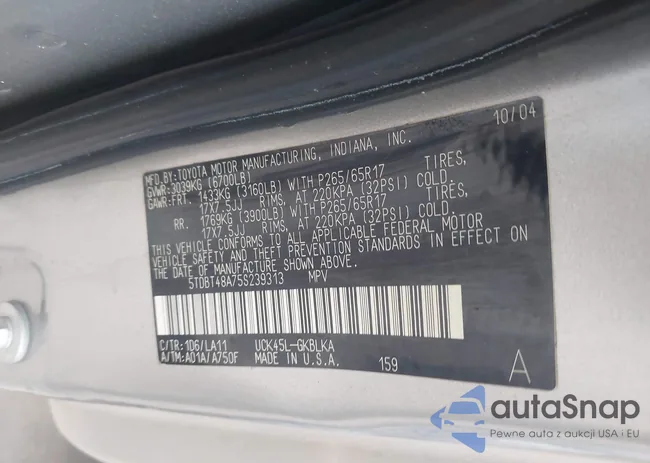 10/04
MFD.BY:TOYOTA MOTOR MANUFACTURING, INDIANA, INC.
GVWR: 3039KG (6700LB)
GAWR:FRT. 1433KG (3160LB) WITH P265/65R17 TIRES,
17X7.5JJ RIMS, AT 220KPA (32PSI) COLD.
RR. 1769KG (3900LB) WITH P265/65R17 TIRES,
17X7.5JJ RIMS, AT 220KPA (32PSI) COLD.
THIS VEHICLE CONFORMS TO ALL APPLICABLE FEDERAL MOTOR
VEHICLE SAFETY AND THEFT PREVENTION STANDARDS IN EFFECT ON
THE DATE OF MANUFACTURE SHOWN ABOVE.
5TDBT48A75S239313 MPV
C/TR: 1D6/LA11 UCK45L-GKBLKA
A/TM: A01A/A750F MADE IN U.S.A. 159 A
autoSnap
Pewne auta z aukcji USA i EU